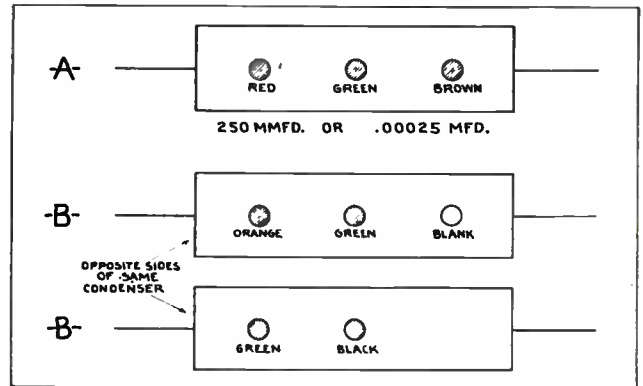 -A-
RED GREEN BROWN
250 MMFD. OR .00025 MFD.
-B-
ORANGE GREEN BLANK
OPPOSITE SIDES
OF SAME
CONDENSER
-B-
GREEN BLACK